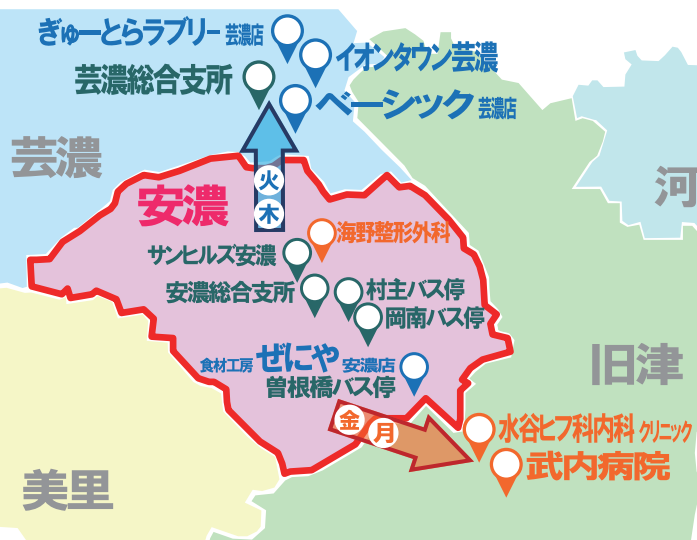 ぎゅーとらラブリー 芸濃店
イオンタウン芸濃
芸濃総合支所
ベーシック 芸濃店
芸濃
河
火
木
安濃
海野整形外科
サンヒルズ安濃
安濃総合支所
村主バス停
岡南バス停
旧津
食材工房 ぜにや 安濃店
曽根橋バス停
金
月
水谷ヒフ科内科 クリニック
武内病院
美里